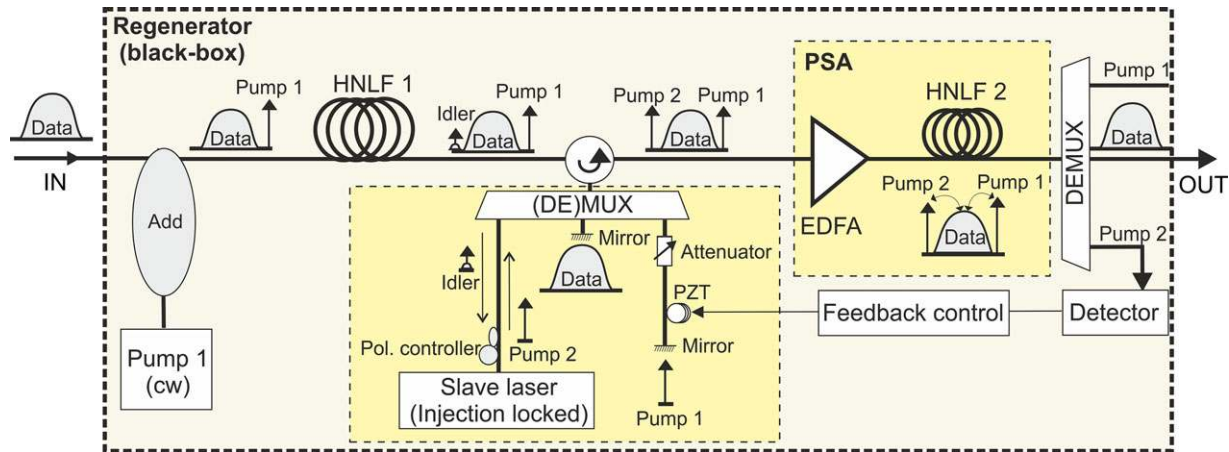 Regenerator
(black-box)
Data
IN
Add
Pump 1
(cw)
Data
Pump 1
HNLF 1
Idler
Data
Pump 1
Pump 2
Data
Pump 1
(DE)MUX
Idler
Pol. controller
Pump 2
Slave laser
(Injection locked)
Mirror
Data
Attenuator
PZT
Mirror
Pump 1
PSA
EDFA
HNLF 2
Pump 2
Pump 1
Data
Feedback control
Detector
DEMUX
Pump 1
Data
OUT
Pump 2